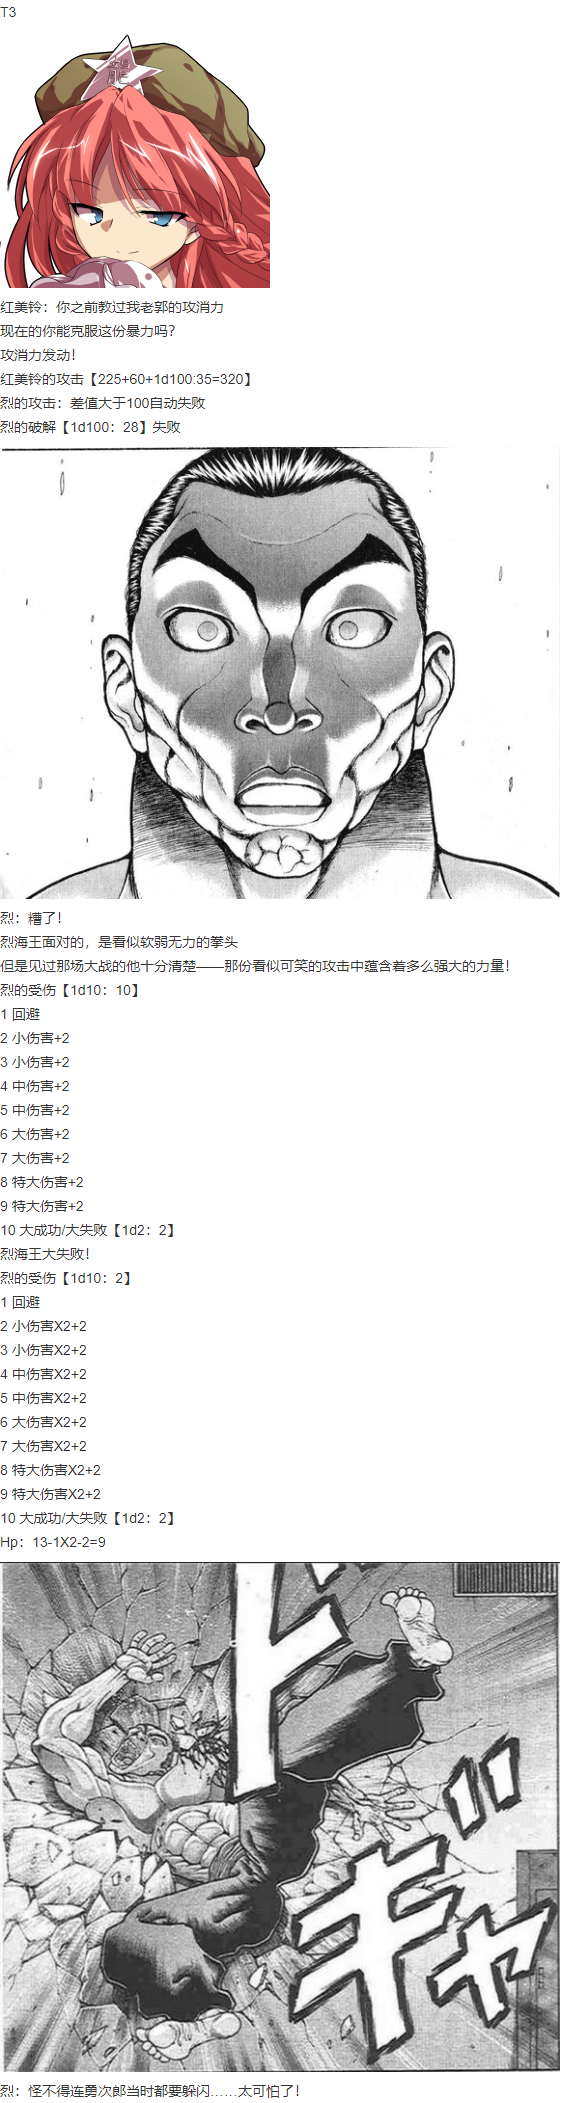 T3
龍
红美铃：你之前教过我老郭的攻消力
现在的你能克服这份暴力吗？
攻消力发动！
红美铃的攻击【225+60+1d100:35=320】
烈的攻击：差值大于100自动失败
烈的破解【1d100：28】失败
烈：糟了！
烈海王面对的，是看似软弱无力的拳头
但是见过那场大战的他十分清楚——那份看似可笑的攻击中蕴含着多么强大的力量！
烈的受伤【1d10：10】
1 回避
2 小伤害+2
3 小伤害+2
4 中伤害+2
5 中伤害+2
6 大伤害+2
7 大伤害+2
8 特大伤害+2
9 特大伤害+2
10 大成功/大失败【1d2：2】
烈海王大失败！
烈的受伤【1d10：2】
1 回避
2 小伤害X2+2
3 小伤害X2+2
4 中伤害X2+2
5 中伤害X2+2
6 大伤害X2+2
7 大伤害X2+2
8 特大伤害X2+2
9 特大伤害X2+2
10 大成功/大失败【1d2：2】
Hp：13-1X2-2=9
ド
ギャ
烈：怪不得连勇次郎当时都要躲闪……太可怕了！